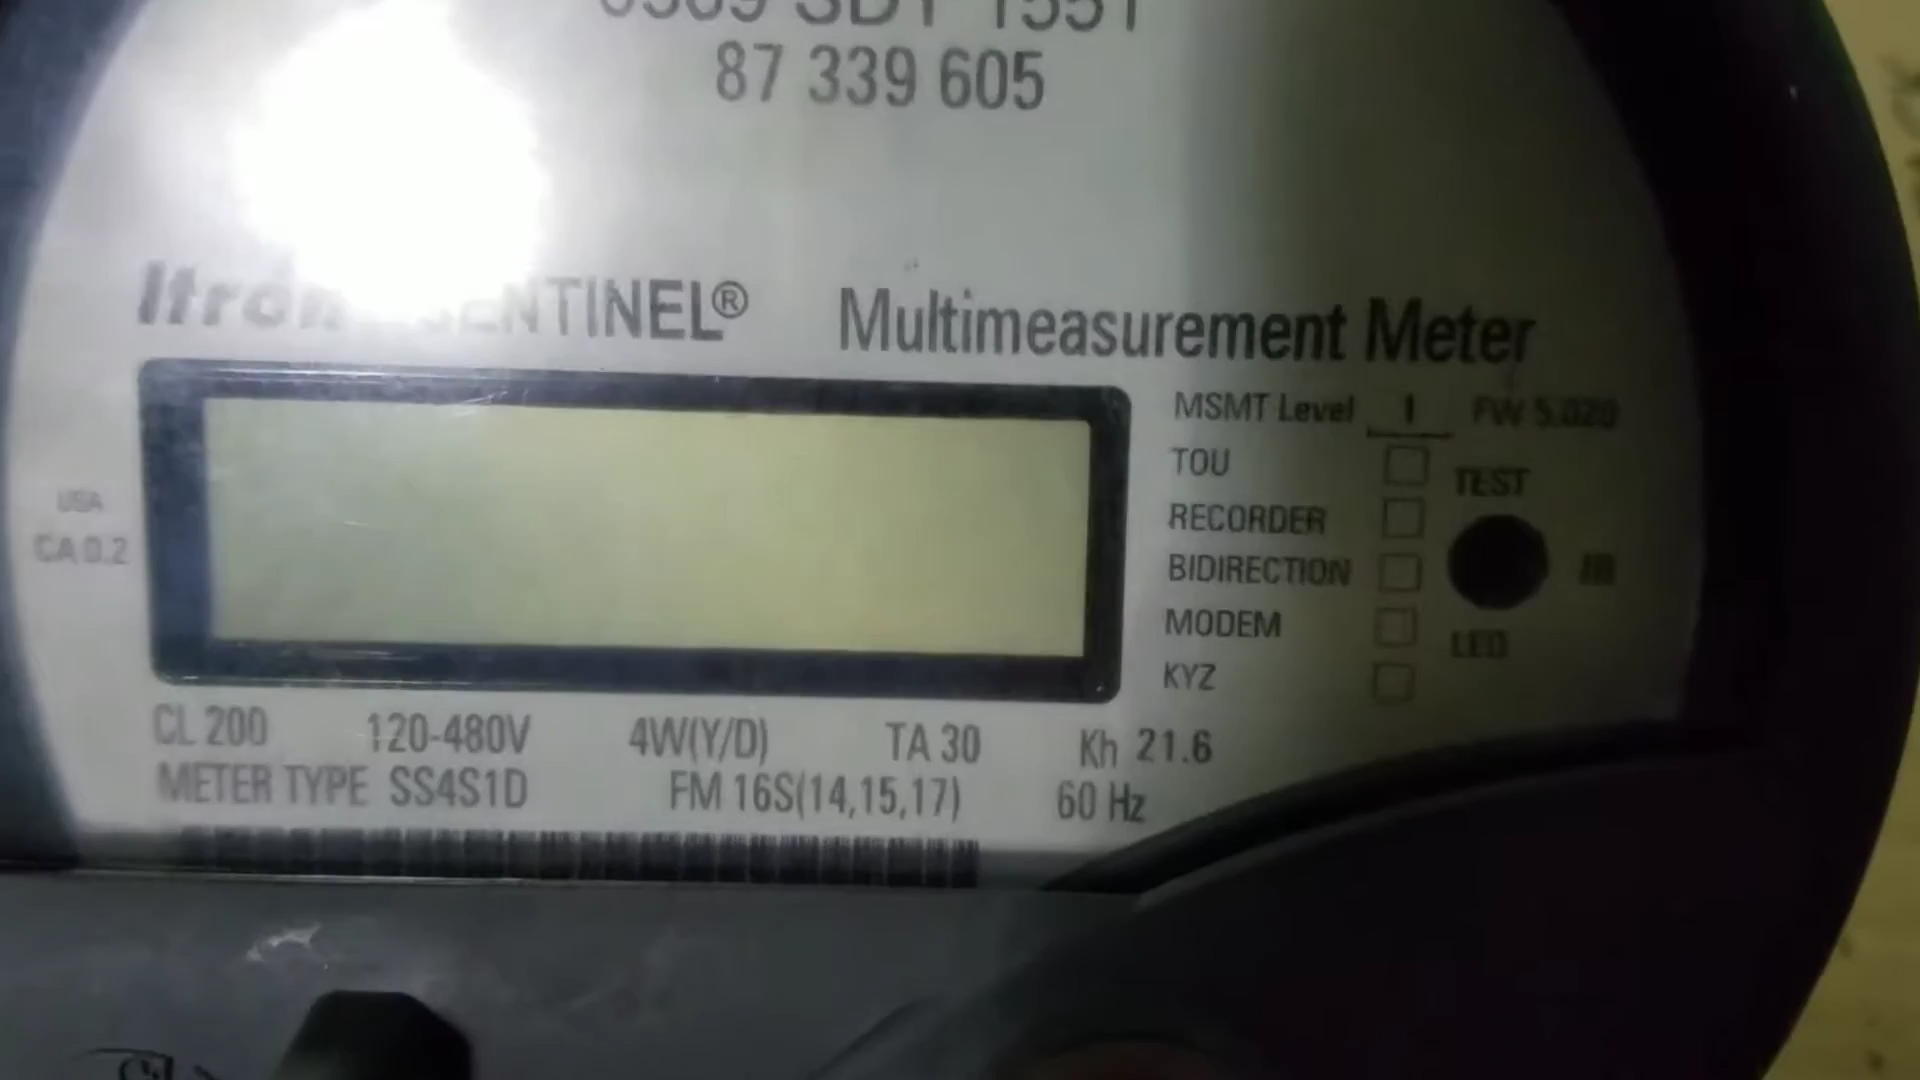 87 339 605
Itron SENTINEL® Multimeasurement Meter
MSMT Level 1 FW 5.020
TOU
TEST
RECORDER
USA
CA 0.2
BIDIRECTION
IR
MODEM
LED
KYZ
CL 200 120-480V 4W(Y/D) TA 30 Kh 21.6
METER TYPE SS4S1D FM 16S(14,15,17) 60 Hz